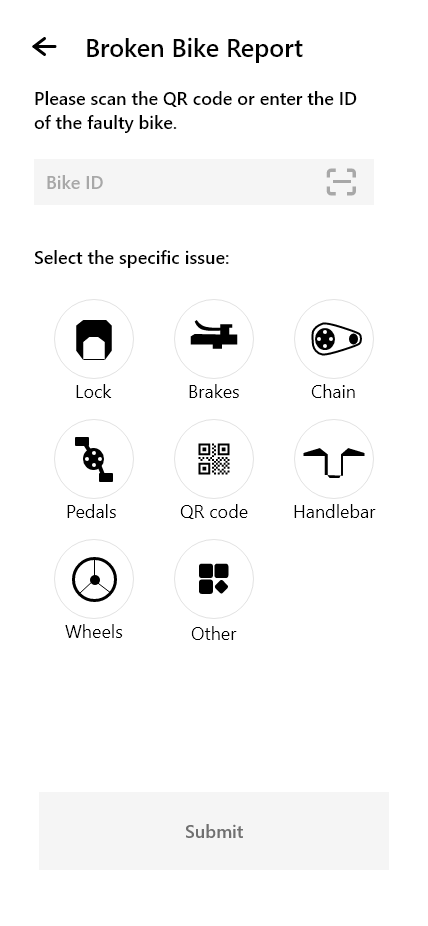 Broken Bike Report
Please scan the QR code or enter the ID
of the faulty bike.
Bike ID
Select the specific issue:
Lock
Brakes
Chain
Pedals
QR code
Handlebar
Wheels
Other
Submit